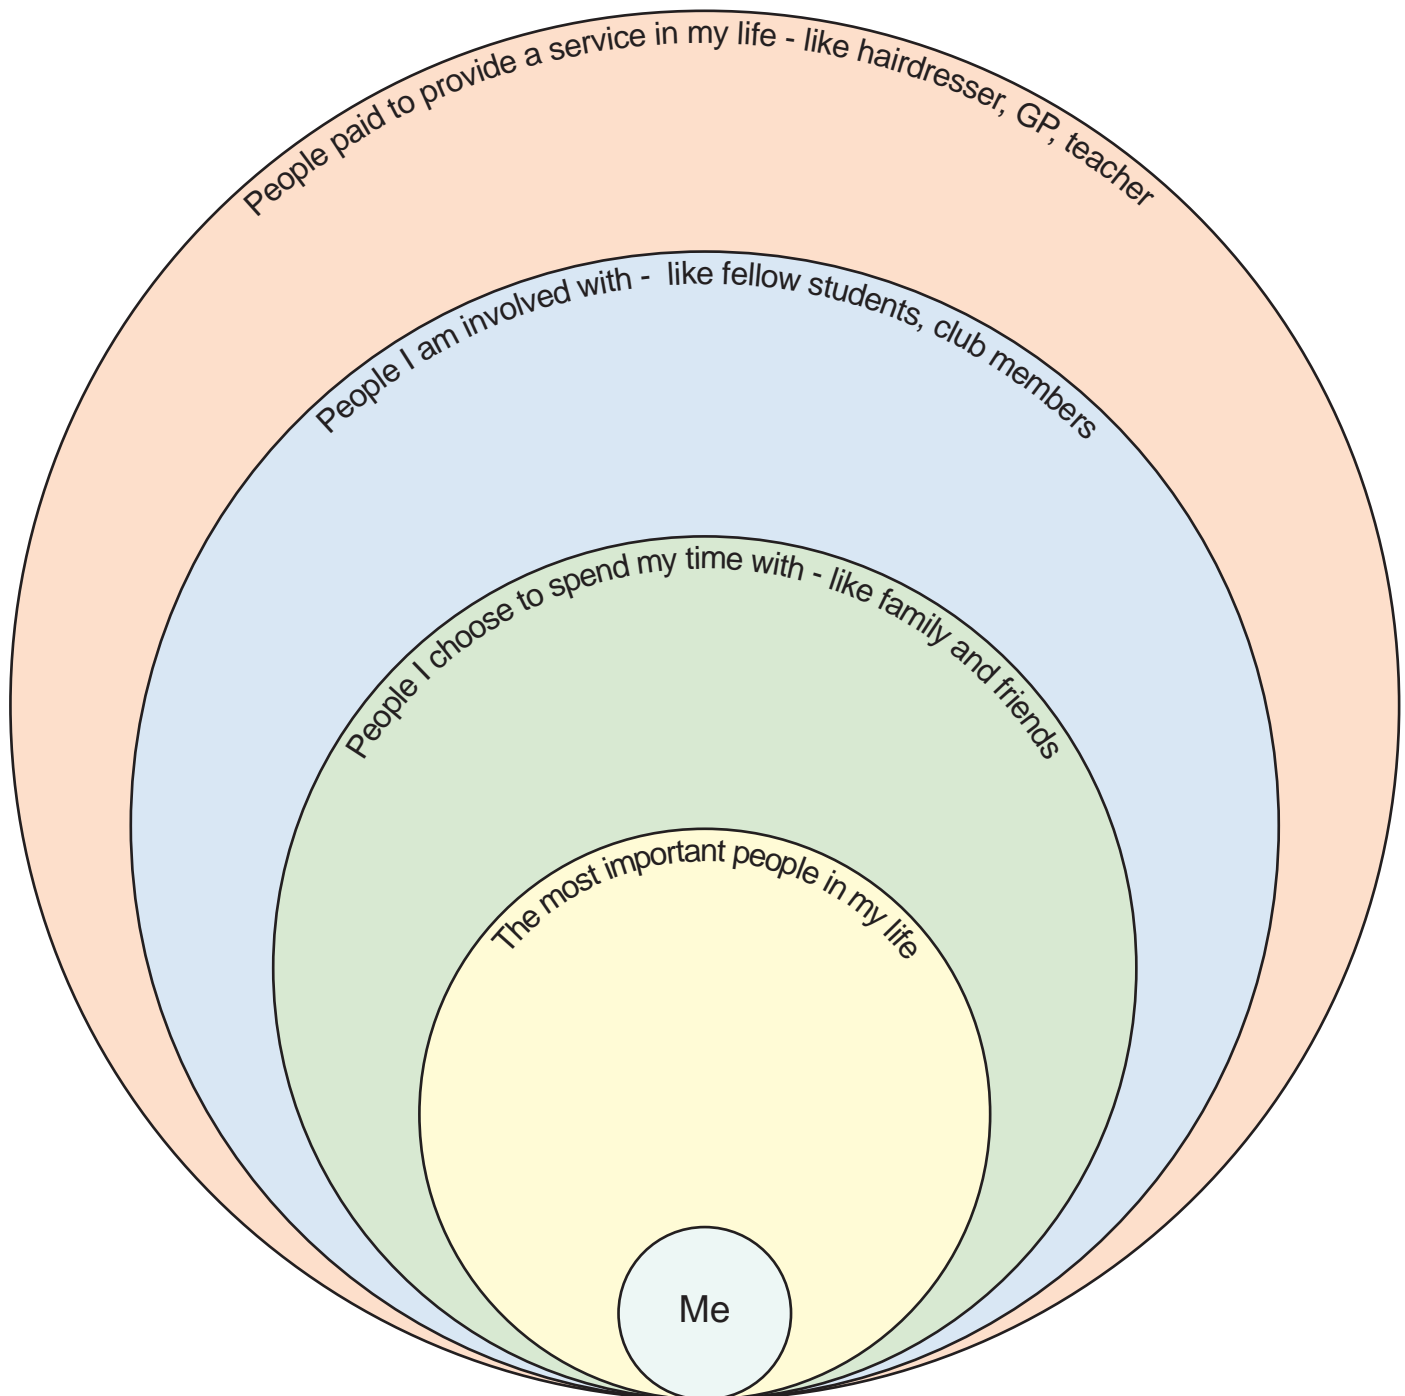 People paid to provide a service in my life - like hairdresser, GP, teacher
People I am involved with -  like fellow students, club members
People I choose to spend my time with - like family and friends
The most important people in my life
Me